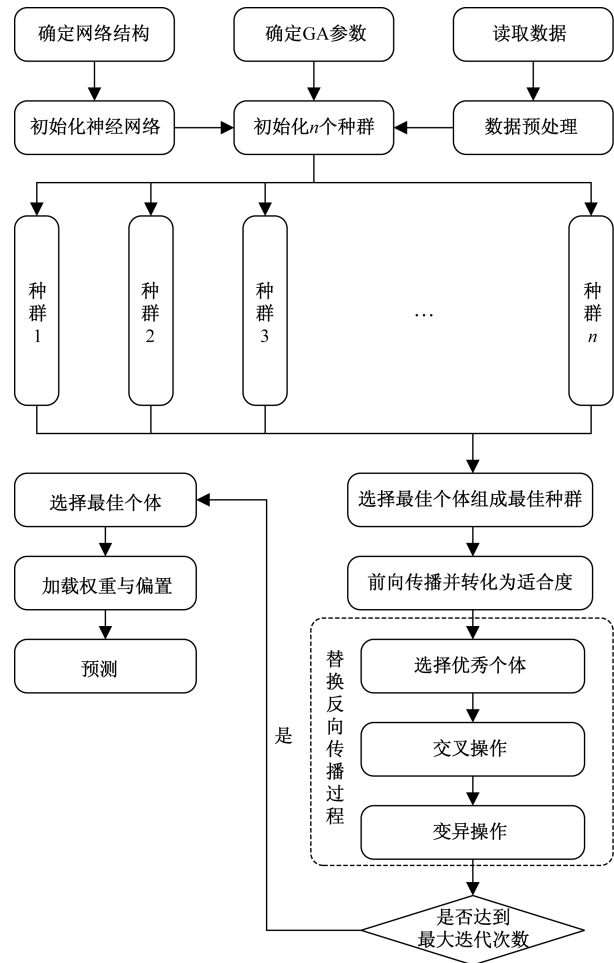 确定网络结构
确定GA参数
读取数据
初始化神经网络
初始化n个种群
数据预处理
种群1
种群2
种群3
…
种群n
选择最佳个体
选择最佳个体组成最佳种群
加载权重与偏置
前向传播并转化为适合度
预测
替换反向传播过程
选择优秀个体
交叉操作
变异操作
是
是否达到
最大迭代次数